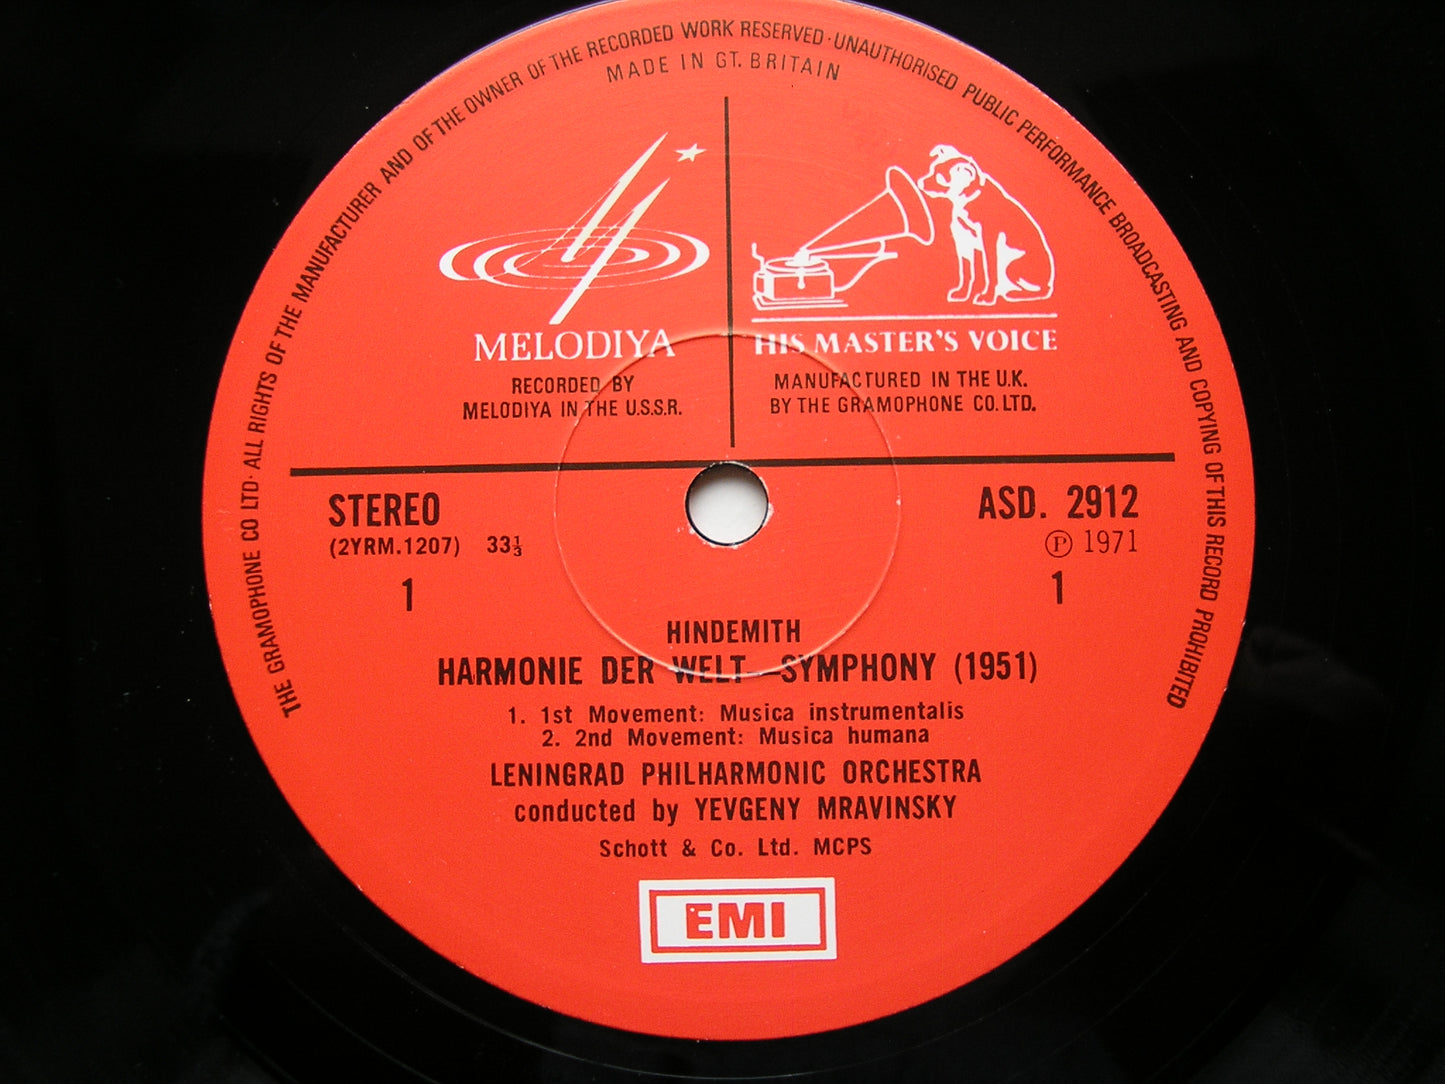 THE GRAMOPHONE CO LTD · ALL RIGHTS OF THE MANUFACTURER AND OF THE OWNER OF THE RECORDED WORK RESERVED · UNAUTHORISED PUBLIC PERFORMANCE BROADCASTING AND COPYING OF THIS RECORD PROHIBITED
MADE IN GT. BRITAIN
MELODIYA
RECORDED BY
MELODIYA IN THE U.S.S.R.
HIS MASTER'S VOICE
MANUFACTURED IN THE U.K.
BY THE GRAMOPHONE CO. LTD.
STEREO
(2YRM.1207) 33⅓
1
ASD. 2912
℗ 1971
1
HINDEMITH
HARMONIE DER WELT—SYMPHONY (1951)
1. 1st Movement: Musica instrumentalis
2. 2nd Movement: Musica humana
LENINGRAD PHILHARMONIC ORCHESTRA
conducted by YEVGENY MRAVINSKY
Schott & Co. Ltd. MCPS
EMI